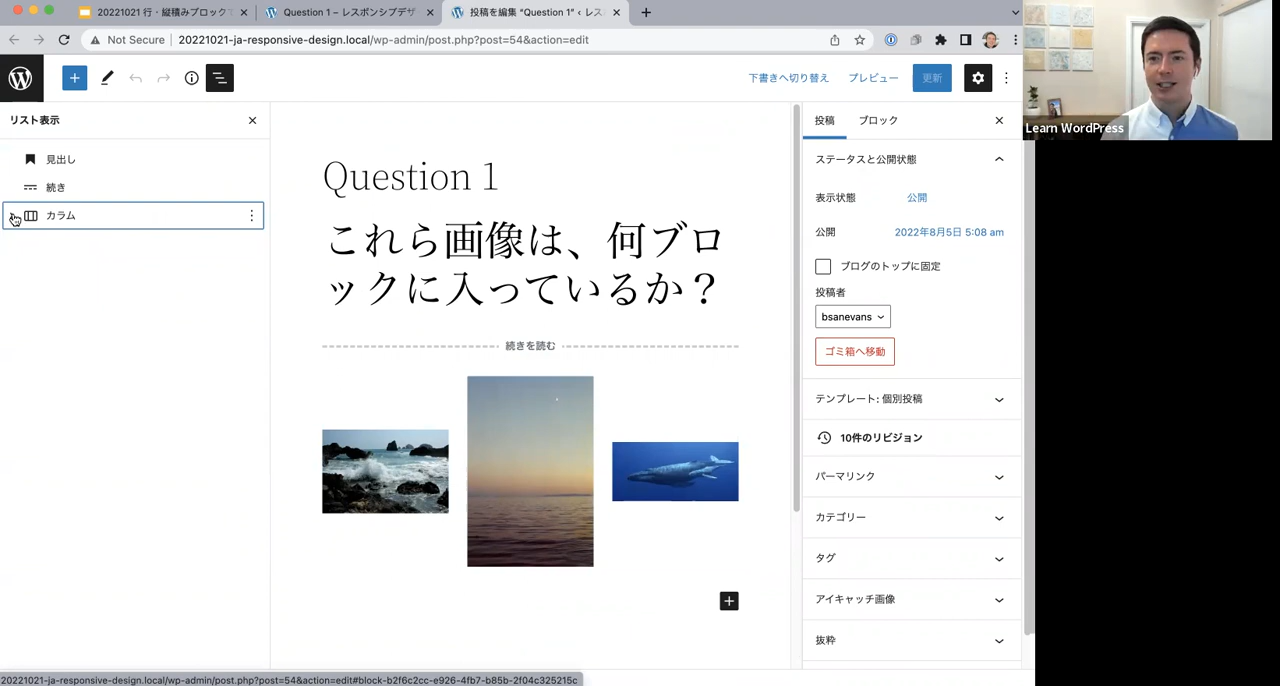 20221021 行・縦積みブロックで
Question 1 – レスポンシブデザ
投稿を編集 “Question 1” ‹ レス
Not Secure
20221021-ja-responsive-design.local/wp-admin/post.php?post=54&action=edit
下書きへ切り替え
プレビュー
更新
リスト表示
見出し
続き
カラム
Question 1
これら画像は、何ブロ
ックに入っているか？
続きを読む
投稿
ブロック
ステータスと公開状態
表示状態
公開
公開
2022年8月5日 5:08 am
ブログのトップに固定
投稿者
bsanevans
ゴミ箱へ移動
テンプレート: 個別投稿
10件のリビジョン
パーマリンク
カテゴリー
タグ
アイキャッチ画像
抜粋
Learn WordPress
20221021-ja-responsive-design.local/wp-admin/post.php?post=54&action=edit#block-b2f6c2cc-e926-4fb7-b85b-2f04c325215c